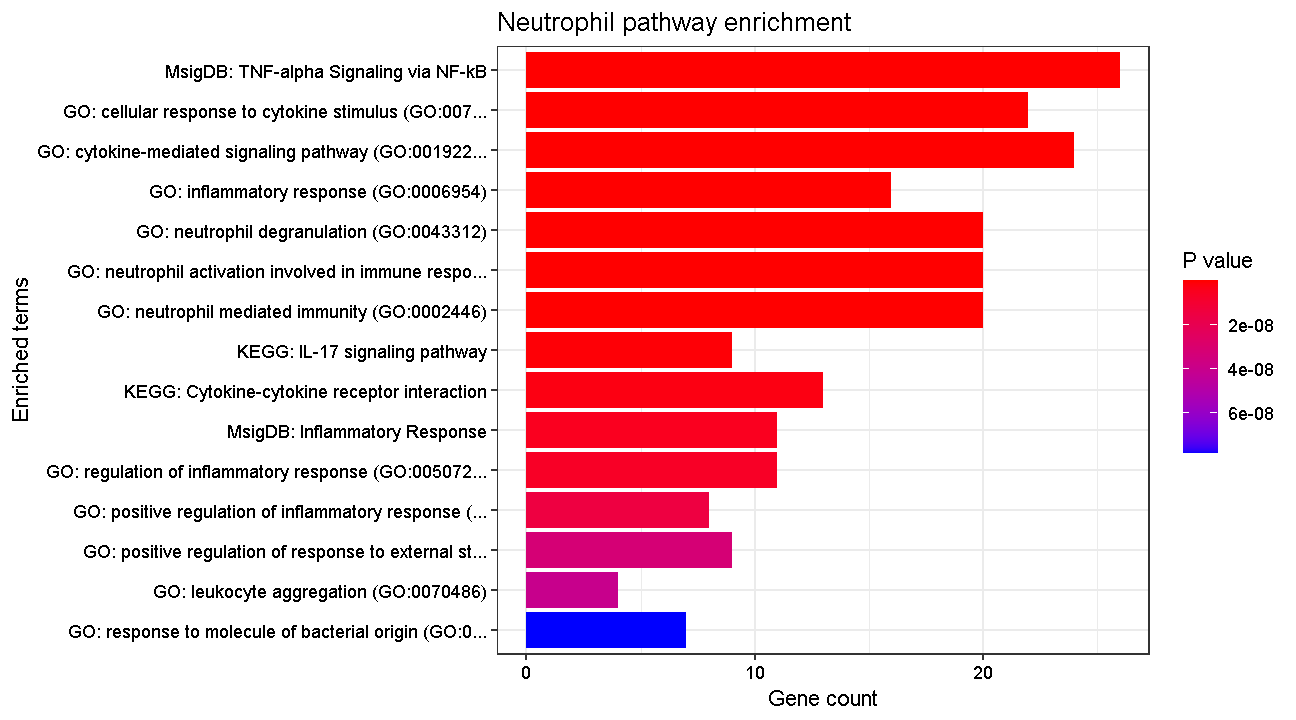 Neutrophil pathway enrichment
MsigDB: TNF-alpha Signaling via NF-kB
GO: cellular response to cytokine stimulus (GO:007...
GO: cytokine-mediated signaling pathway (GO:001922...
GO: inflammatory response (GO:0006954)
GO: neutrophil degranulation (GO:0043312)
GO: neutrophil activation involved in immune respo...
GO: neutrophil mediated immunity (GO:0002446)
KEGG: IL-17 signaling pathway
KEGG: Cytokine-cytokine receptor interaction
MsigDB: Inflammatory Response
GO: regulation of inflammatory response (GO:005072...
GO: positive regulation of inflammatory response (...
GO: positive regulation of response to external st...
GO: leukocyte aggregation (GO:0070486)
GO: response to molecule of bacterial origin (GO:0...
Enriched terms
0 10 20
Gene count
P value
2e-08
4e-08
6e-08